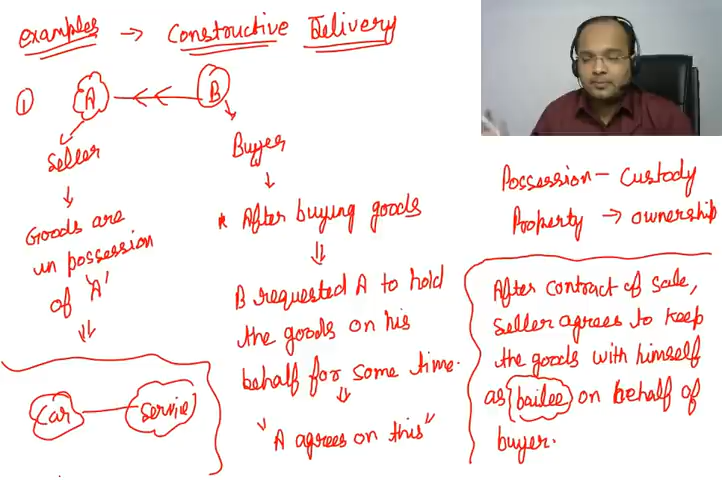 examples → Constructive Delivery
① A B
Seller
↓
Goods are
in possession
of 'A'
⇓
Car Service
Buyer
↓
* After buying goods
⇓
B requested A to hold
the goods on his
behalf for some time.
⇓
"A agrees on this"
Possession – Custody
Property → ownership
After contract of sale,
seller agrees to keep
the goods with himself
as bailee on behalf of
buyer.